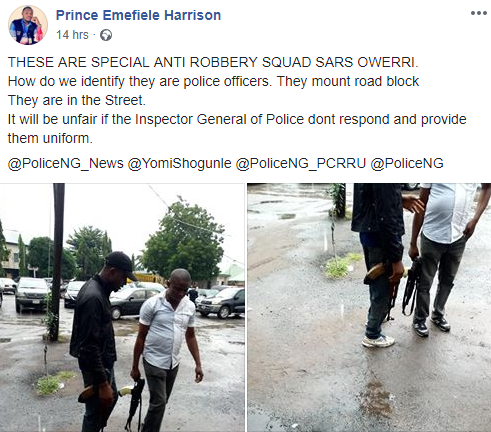 Prince Emefiele Harrison
14 hrs ·
THESE ARE SPECIAL ANTI ROBBERY SQUAD SARS OWERRI.
How do we identify they are police officers. They mount road block
They are in the Street.
It will be unfair if the Inspector General of Police dont respond and provide
them uniform.
@PoliceNG_News @YomiShogunle @PoliceNG_PCRRU @PoliceNG